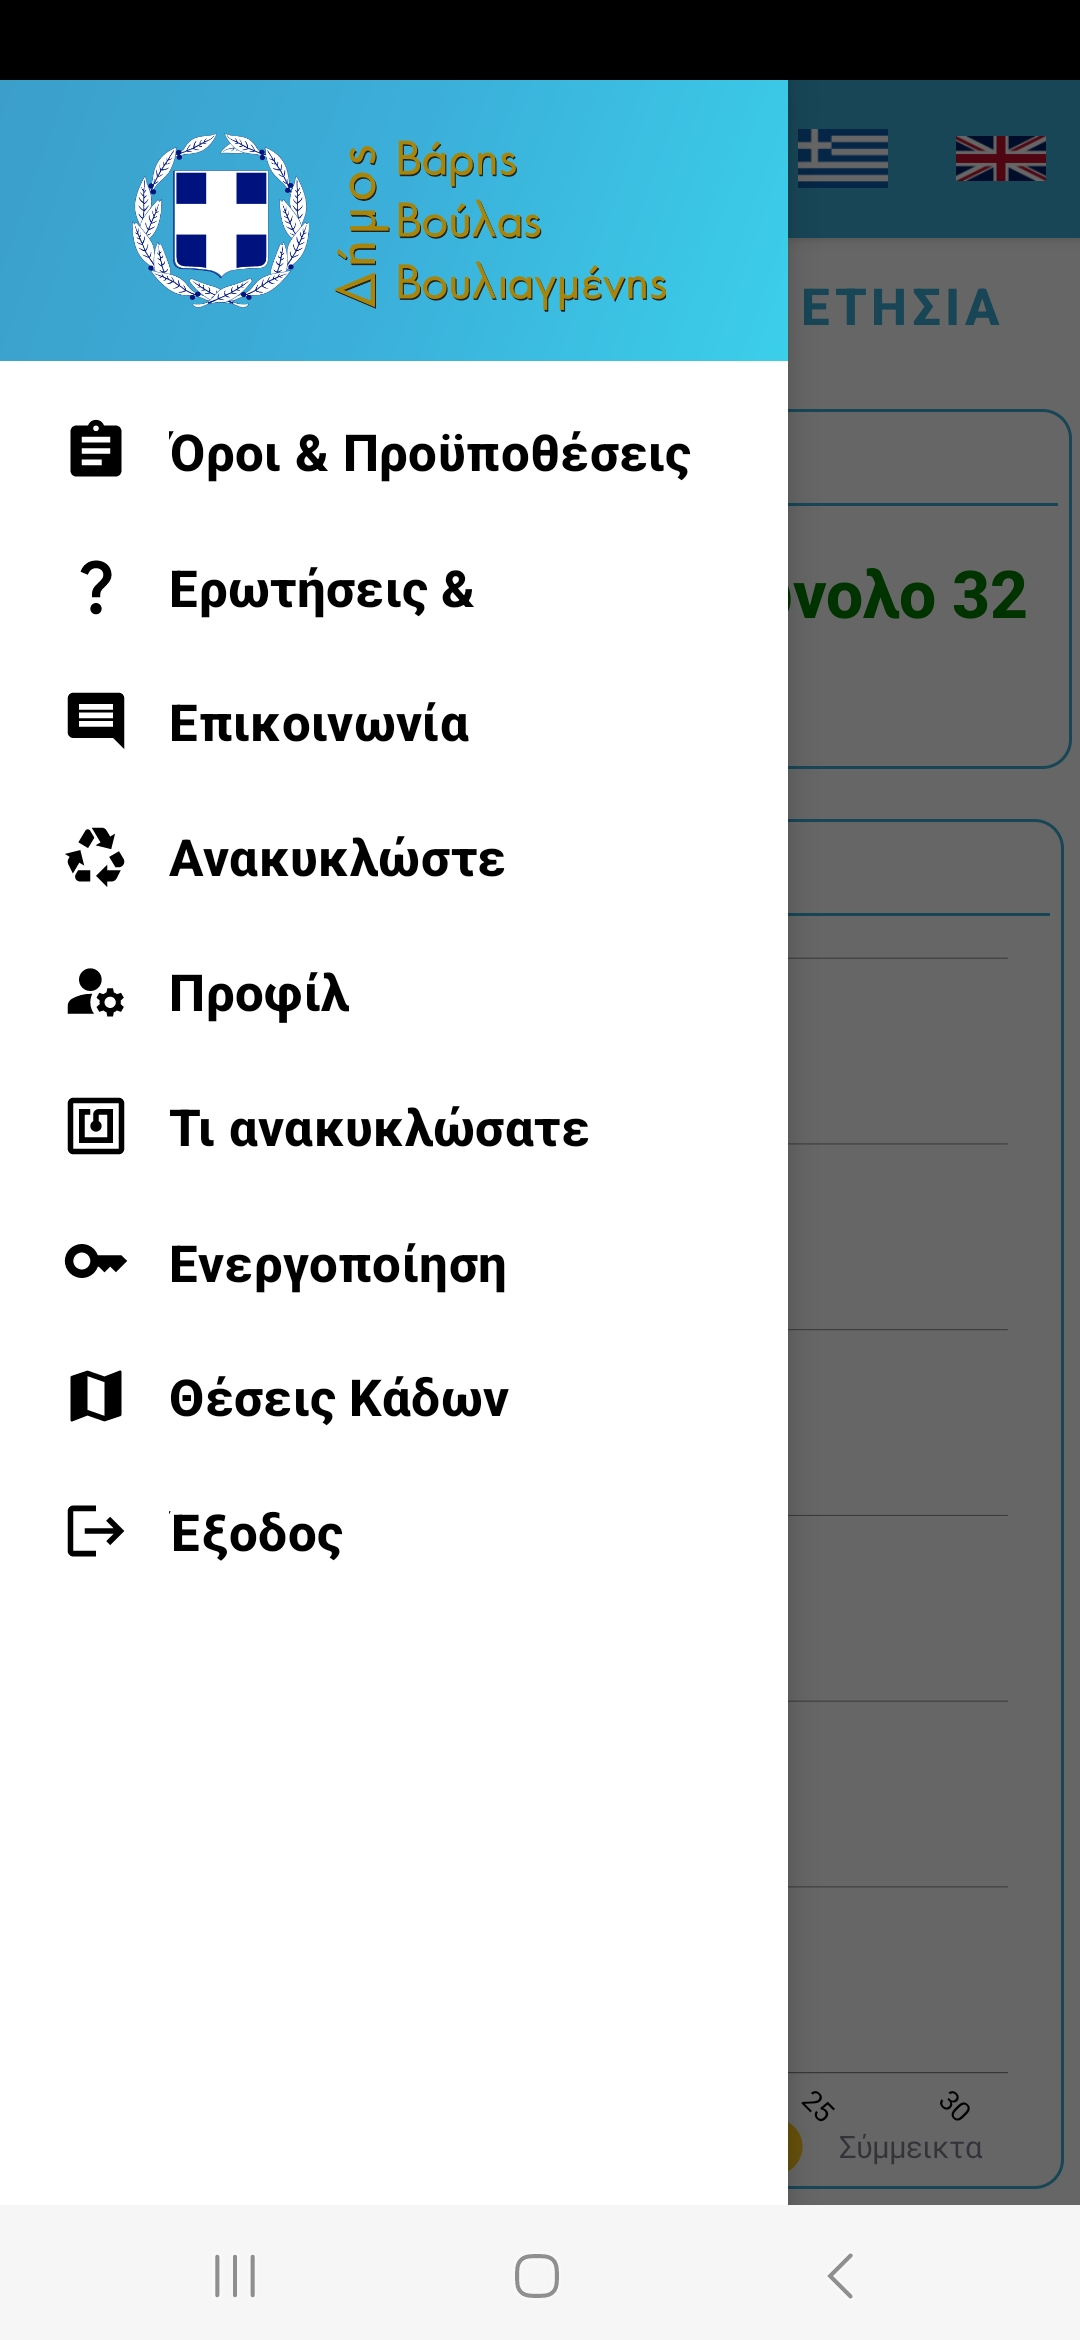 Δήμος
Βάρης
Βούλας
Βουλιαγμένης
ΕΤΗΣΙΑ
Όροι & Προϋποθέσεις
Ερωτήσεις &
32
Επικοινωνία
Ανακυκλώστε
Προφίλ
Τι ανακυκλώσατε
Ενεργοποίηση
Θέσεις Κάδων
Έξοδος
25
30
Σύμμεικτα